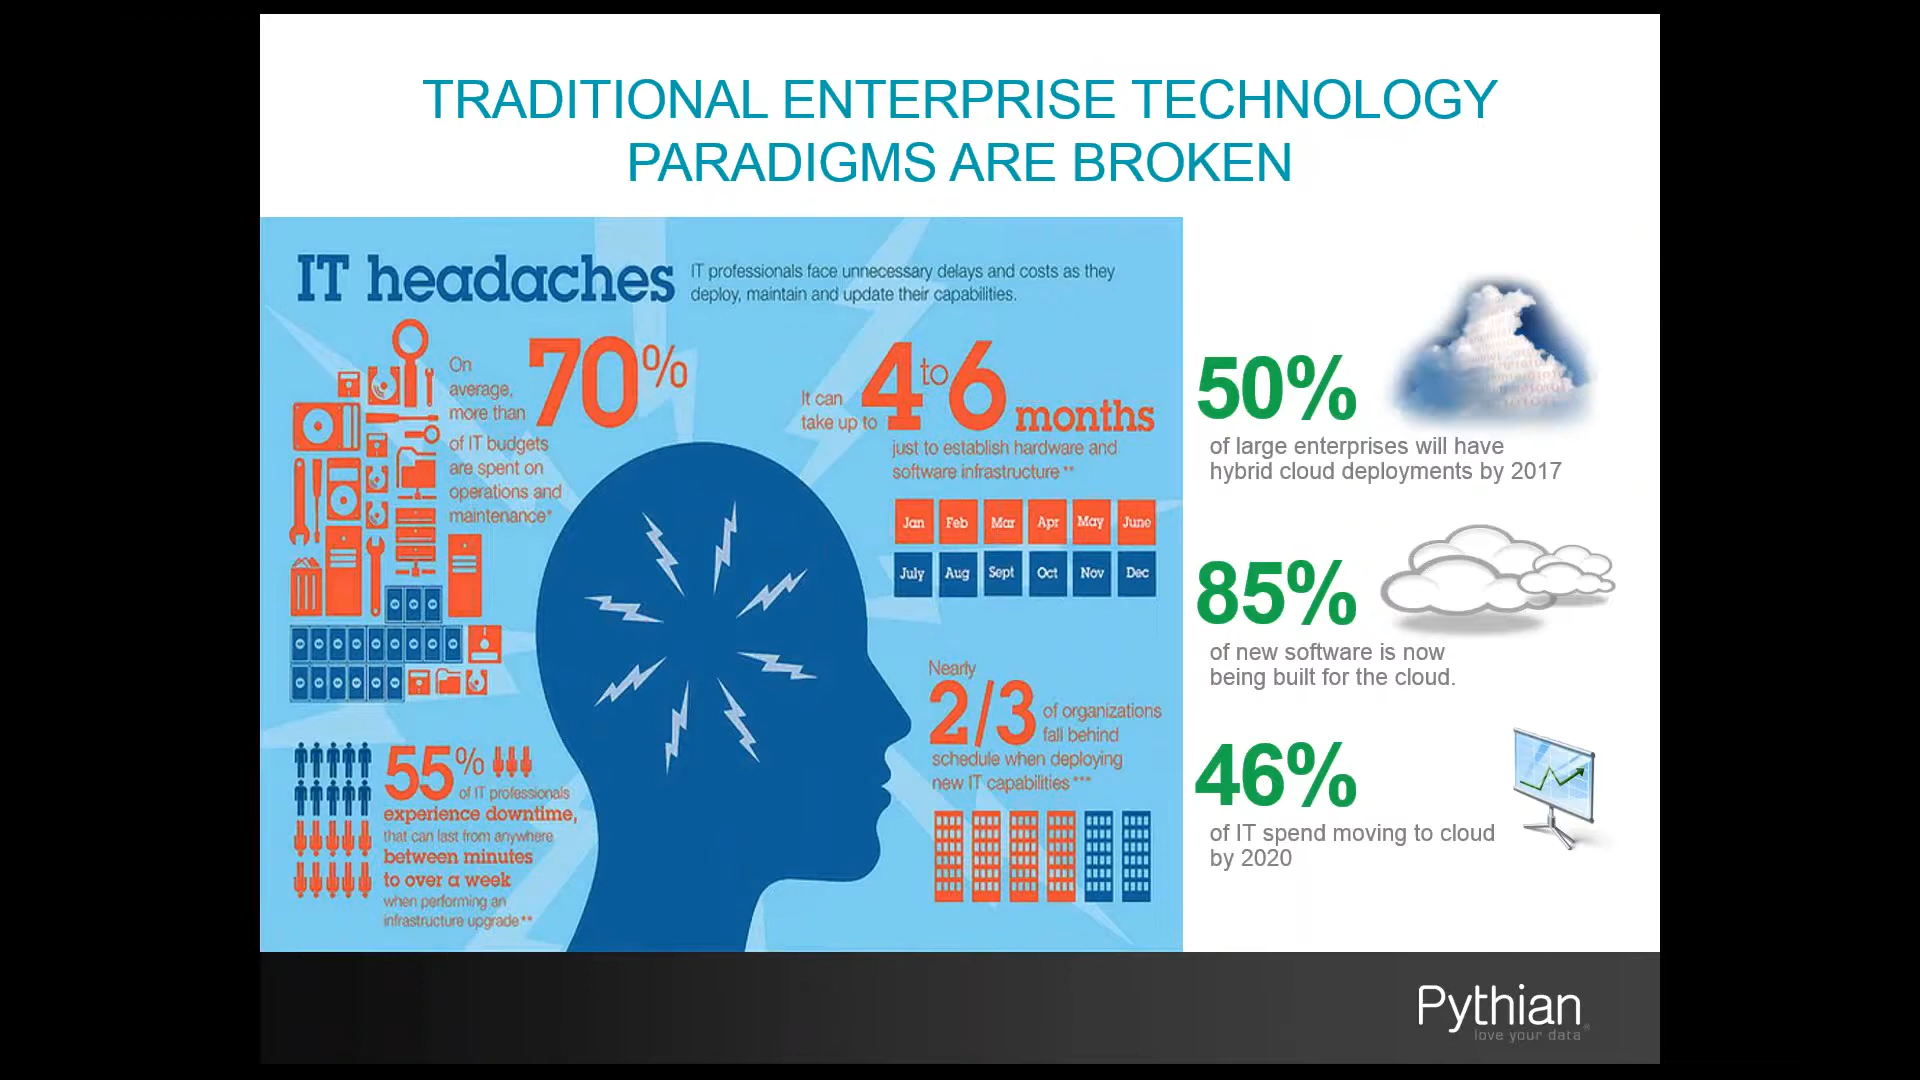 TRADITIONAL ENTERPRISE TECHNOLOGY
PARADIGMS ARE BROKEN
IT headaches
IT professionals face unnecessary delays and costs as they
deploy, maintain and update their capabilities.
On
average,
more than
70%
of IT budgets
are spent on
operations and
maintenance*
It can
take up to
4 to 6 months
just to establish hardware and
software infrastructure**
Jan Feb Mar Apr May June
July Aug Sept Oct Nov Dec
55%
of IT professionals
experience downtime,
that can last from anywhere
between minutes
to over a week
when performing an
infrastructure upgrade**
Nearly
2/3
of organizations
fall behind
schedule when deploying
new IT capabilities***
50%
of large enterprises will have
hybrid cloud deployments by 2017
85%
of new software is now
being built for the cloud.
46%
of IT spend moving to cloud
by 2020
Pythian
love your data